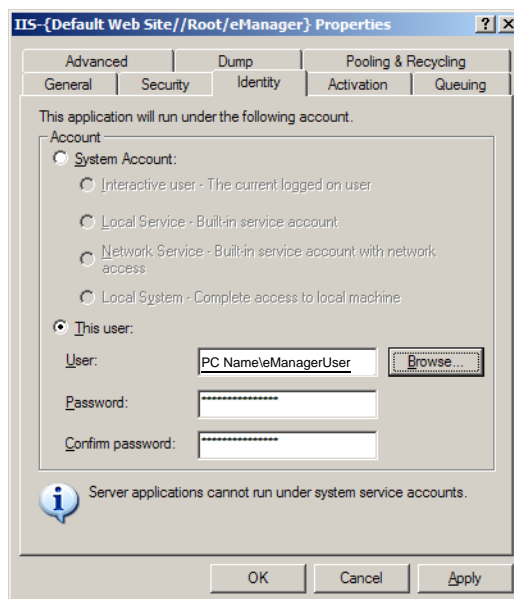 IIS-{Default Web Site//Root/eManager} Properties
Advanced Dump Pooling & Recycling
General Security Identity Activation Queuing
This application will run under the following account.
Account
System Account:
Interactive user - The current logged on user
Local Service - Built-in service account
Network Service - Built-in service account with network
access
Local System - Complete access to local machine
This user:
User: PC Name\eManagerUser Browse...
Password: ***************
Confirm password: ***************
Server applications cannot run under system service accounts.
OK Cancel Apply